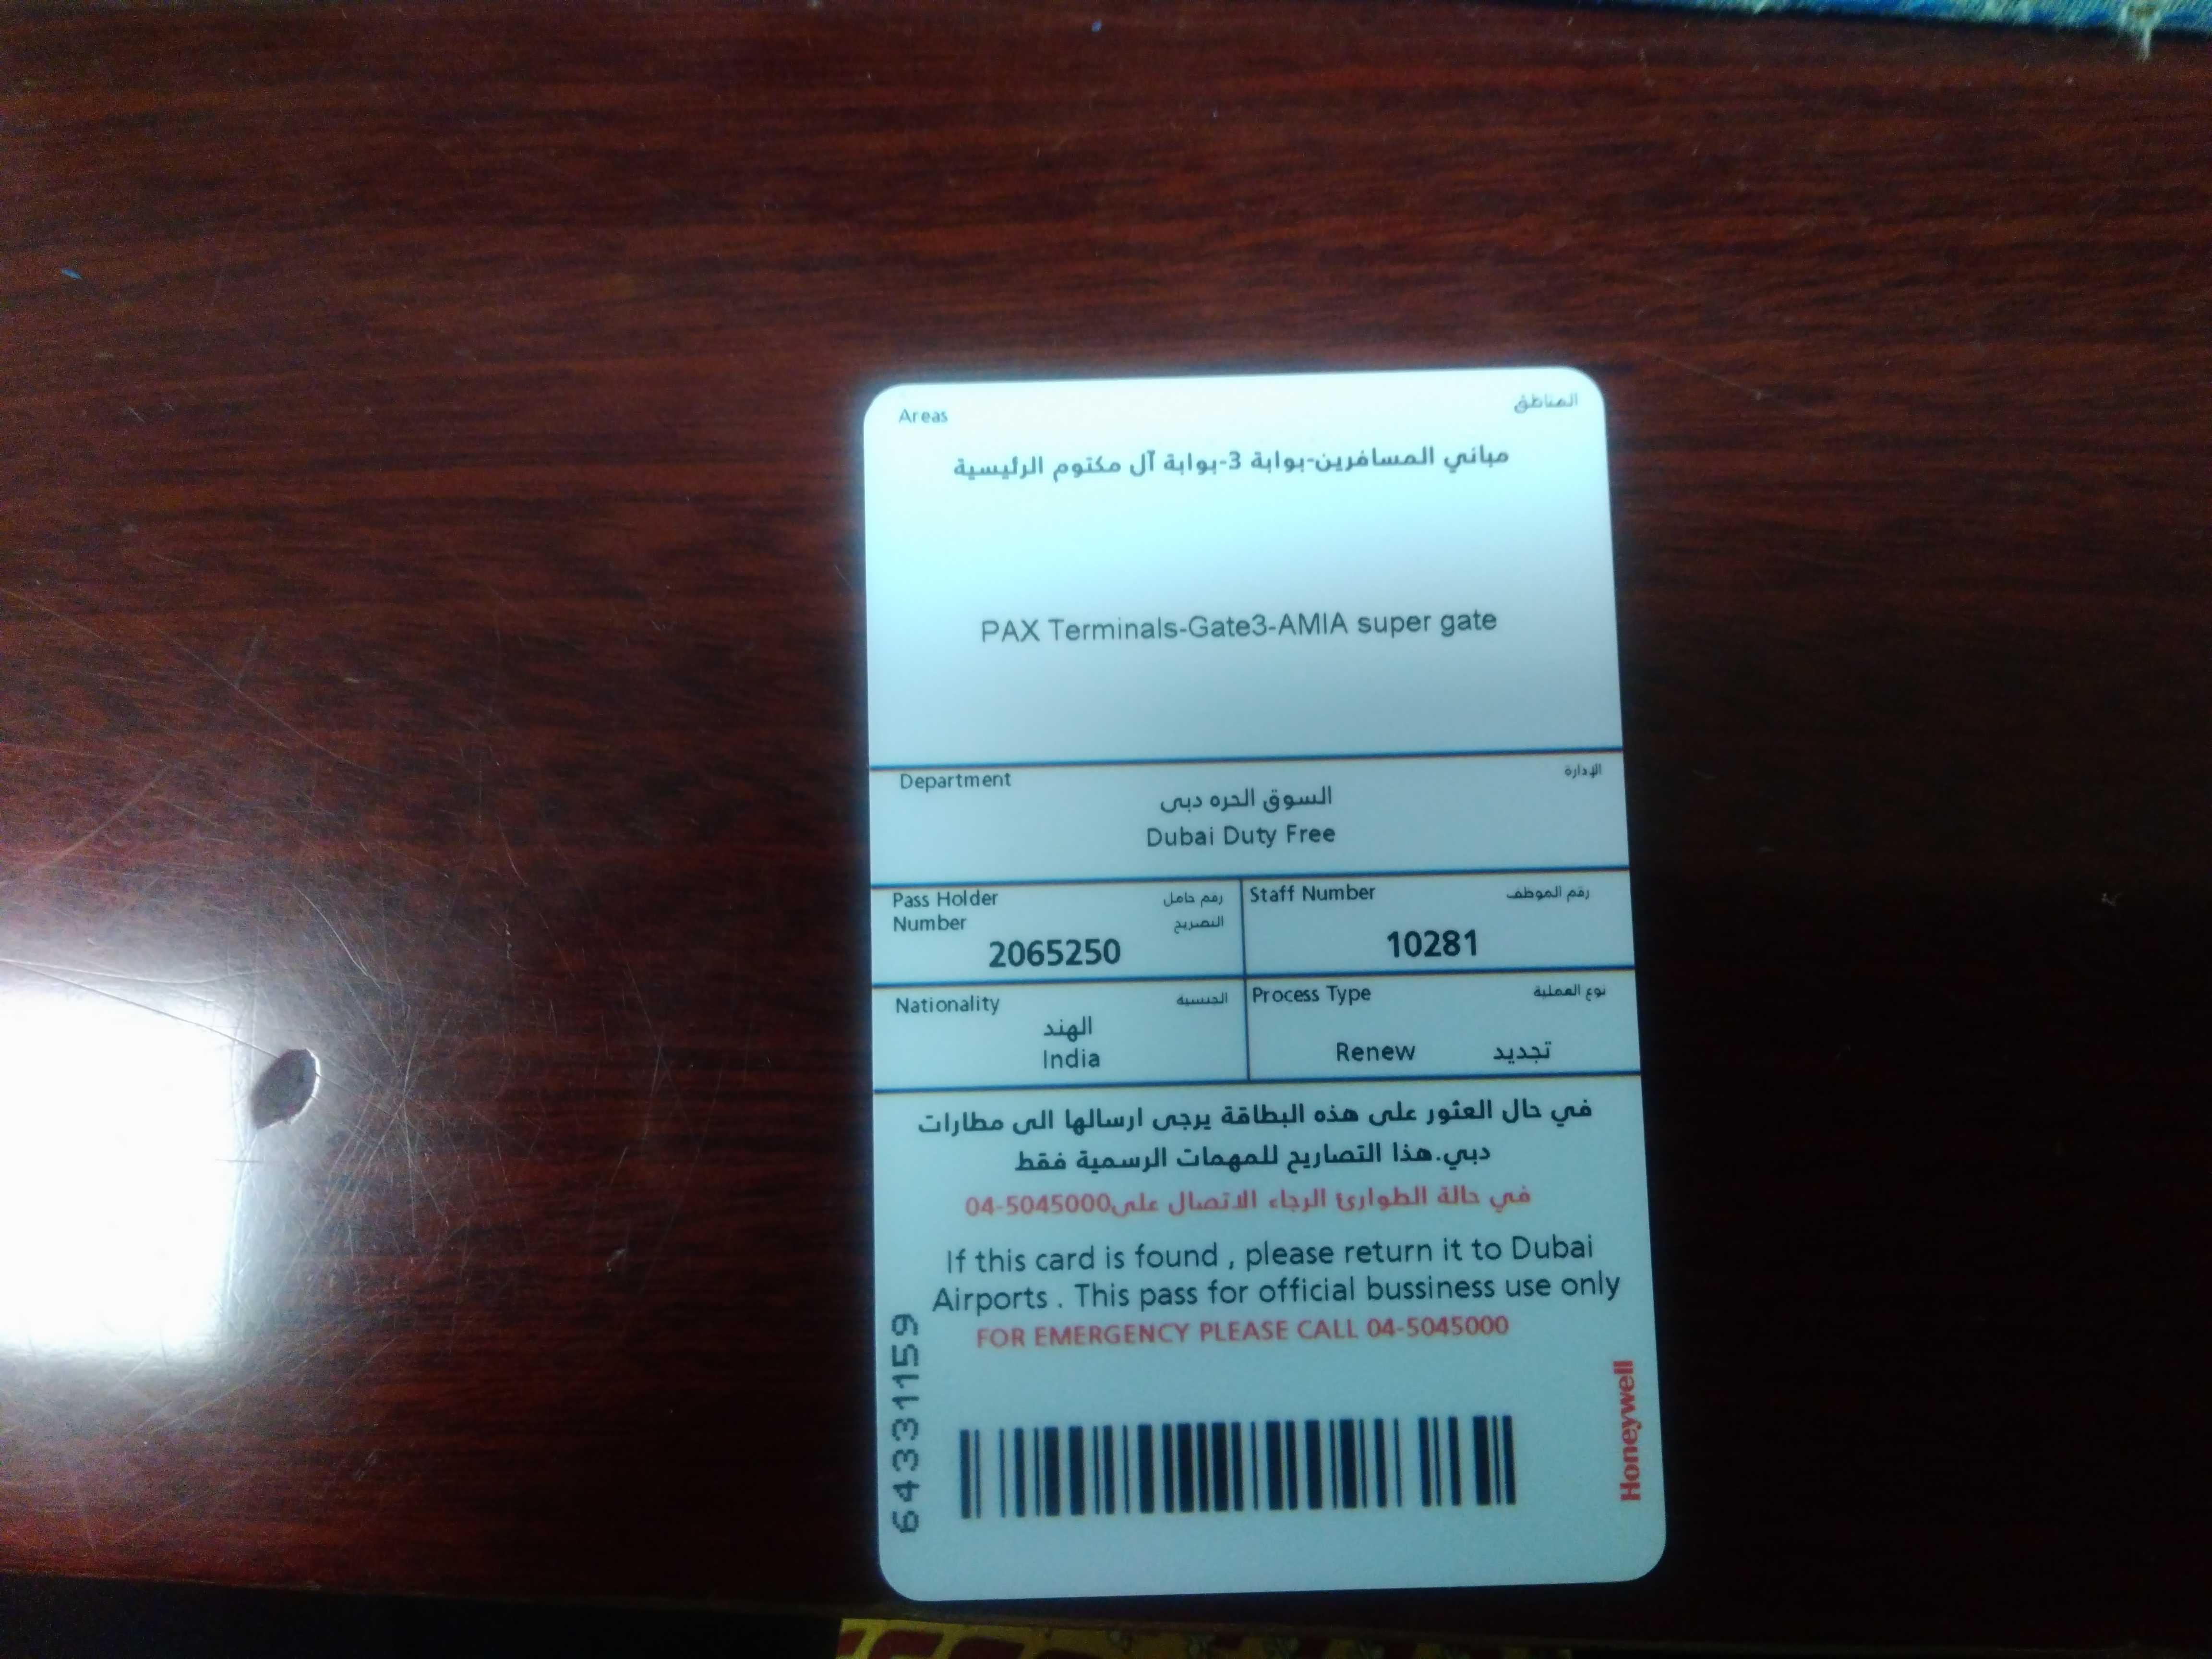 Areas المناطق
مباني المسافرين-بوابة 3-بوابة آل مكتوم الرئيسية
PAX Terminals-Gate3-AMIA super gate
Department الإدارة
السوق الحره دبى
Dubai Duty Free
Pass Holder رقم حامل
Number التصريح
2065250
Staff Number رقم الموظف
10281
Nationality الجنسية
الهند
India
Process Type نوع العملية
Renew تجديد
في حال العثور على هذه البطاقة يرجى ارسالها الى مطارات
دبي.هذا التصاريح للمهمات الرسمية فقط
في حالة الطوارئ الرجاء الاتصال على04-5045000
If this card is found , please return it to Dubai
Airports . This pass for official bussiness use only
FOR EMERGENCY PLEASE CALL 04-5045000
64331159
Honeywell